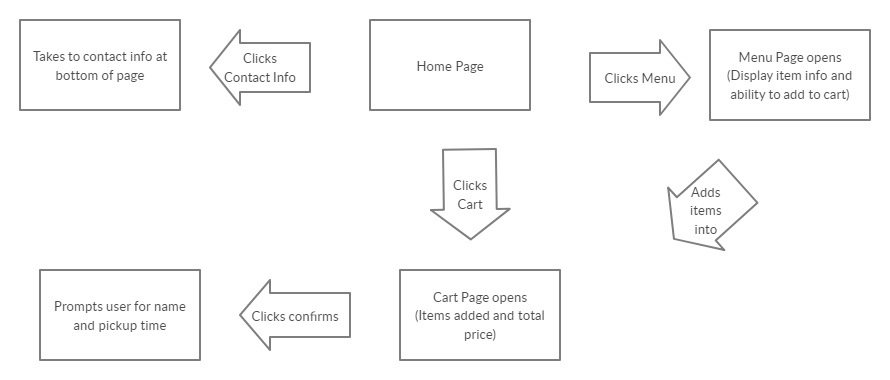 Takes to contact info at
bottom of page
Clicks
Contact Info
Home Page
Clicks Menu
Menu Page opens
(Display item info and
ability to add to cart)
Clicks
Cart
Adds
items
into
Prompts user for name
and pickup time
Clicks confirms
Cart Page opens
(Items added and total
price)